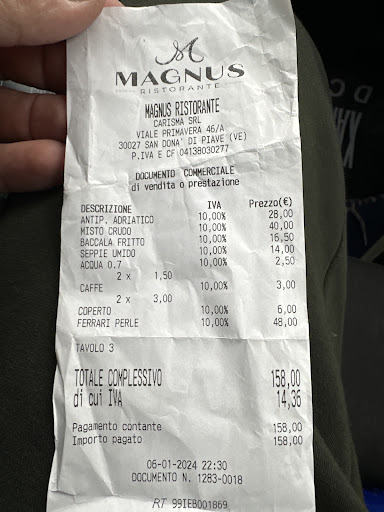 M
MAGNUS
RISTORANTE
MAGNUS RISTORANTE
CARISMA SRL
VIALE PRIMAVERA 46/A
30027 SAN DONA' DI PIAVE (VE)
P.IVA E CF 04138030277
DOCUMENTO COMMERCIALE
di vendita o prestazione
DESCRIZIONE IVA Prezzo(€)
ANTIP. ADRIATICO 10,00% 28,00
MISTO CRUDO 10,00% 40,00
BACCALA FRITTO 10,00% 16,50
SEPPIE UMIDO 10,00% 14,00
ACQUA 0.7 10,00% 2,50
2 x 1,50
CAFFE 10,00% 3,00
2 x 3,00
COPERTO 10,00% 6,00
FERRARI PERLE 10,00% 48,00
TAVOLO 3
TOTALE COMPLESSIVO 158,00
di cui IVA 14,36
Pagamento contante 158,00
Importo pagato 158,00
06-01-2024 22:30
DOCUMENTO N. 1283-0018
RT 99IEB001869